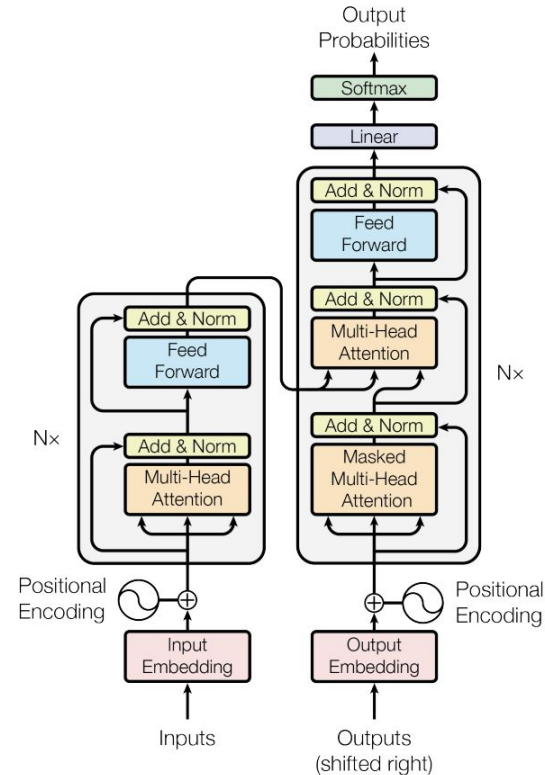 Output
Probabilities
Softmax
Linear
Add & Norm
Feed
Forward
Add & Norm
Multi-Head
Attention
Add & Norm
Masked
Multi-Head
Attention
N×
Add & Norm
Feed
Forward
N×
Add & Norm
Multi-Head
Attention
Positional
Encoding
Input
Embedding
Inputs
Positional
Encoding
Output
Embedding
Outputs
(shifted right)